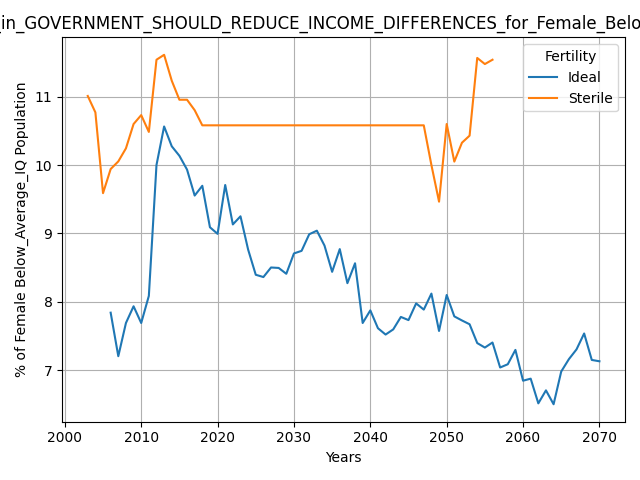 _in_GOVERNMENT_SHOULD_REDUCE_INCOME_DIFFERENCES_for_Female_Belo
% of Female Below_Average_IQ Population
11
10
9
8
7
Fertility
Ideal
Sterile
2000 2010 2020 2030 2040 2050 2060 2070
Years